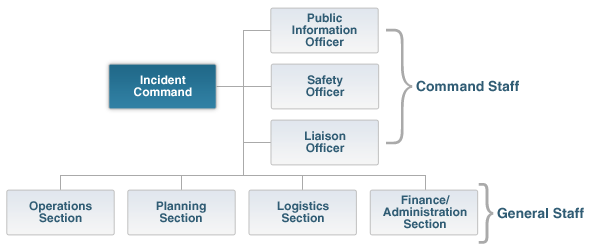 Public
Information
Officer
Incident
Command
Safety
Officer
Command Staff
Liaison
Officer
Operations
Section
Planning
Section
Logistics
Section
Finance/
Administration
Section
General Staff